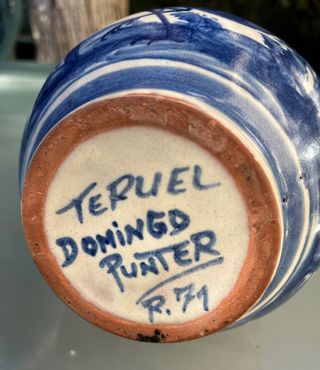 TERUEL
DOMINGO
PUNTER
R.71